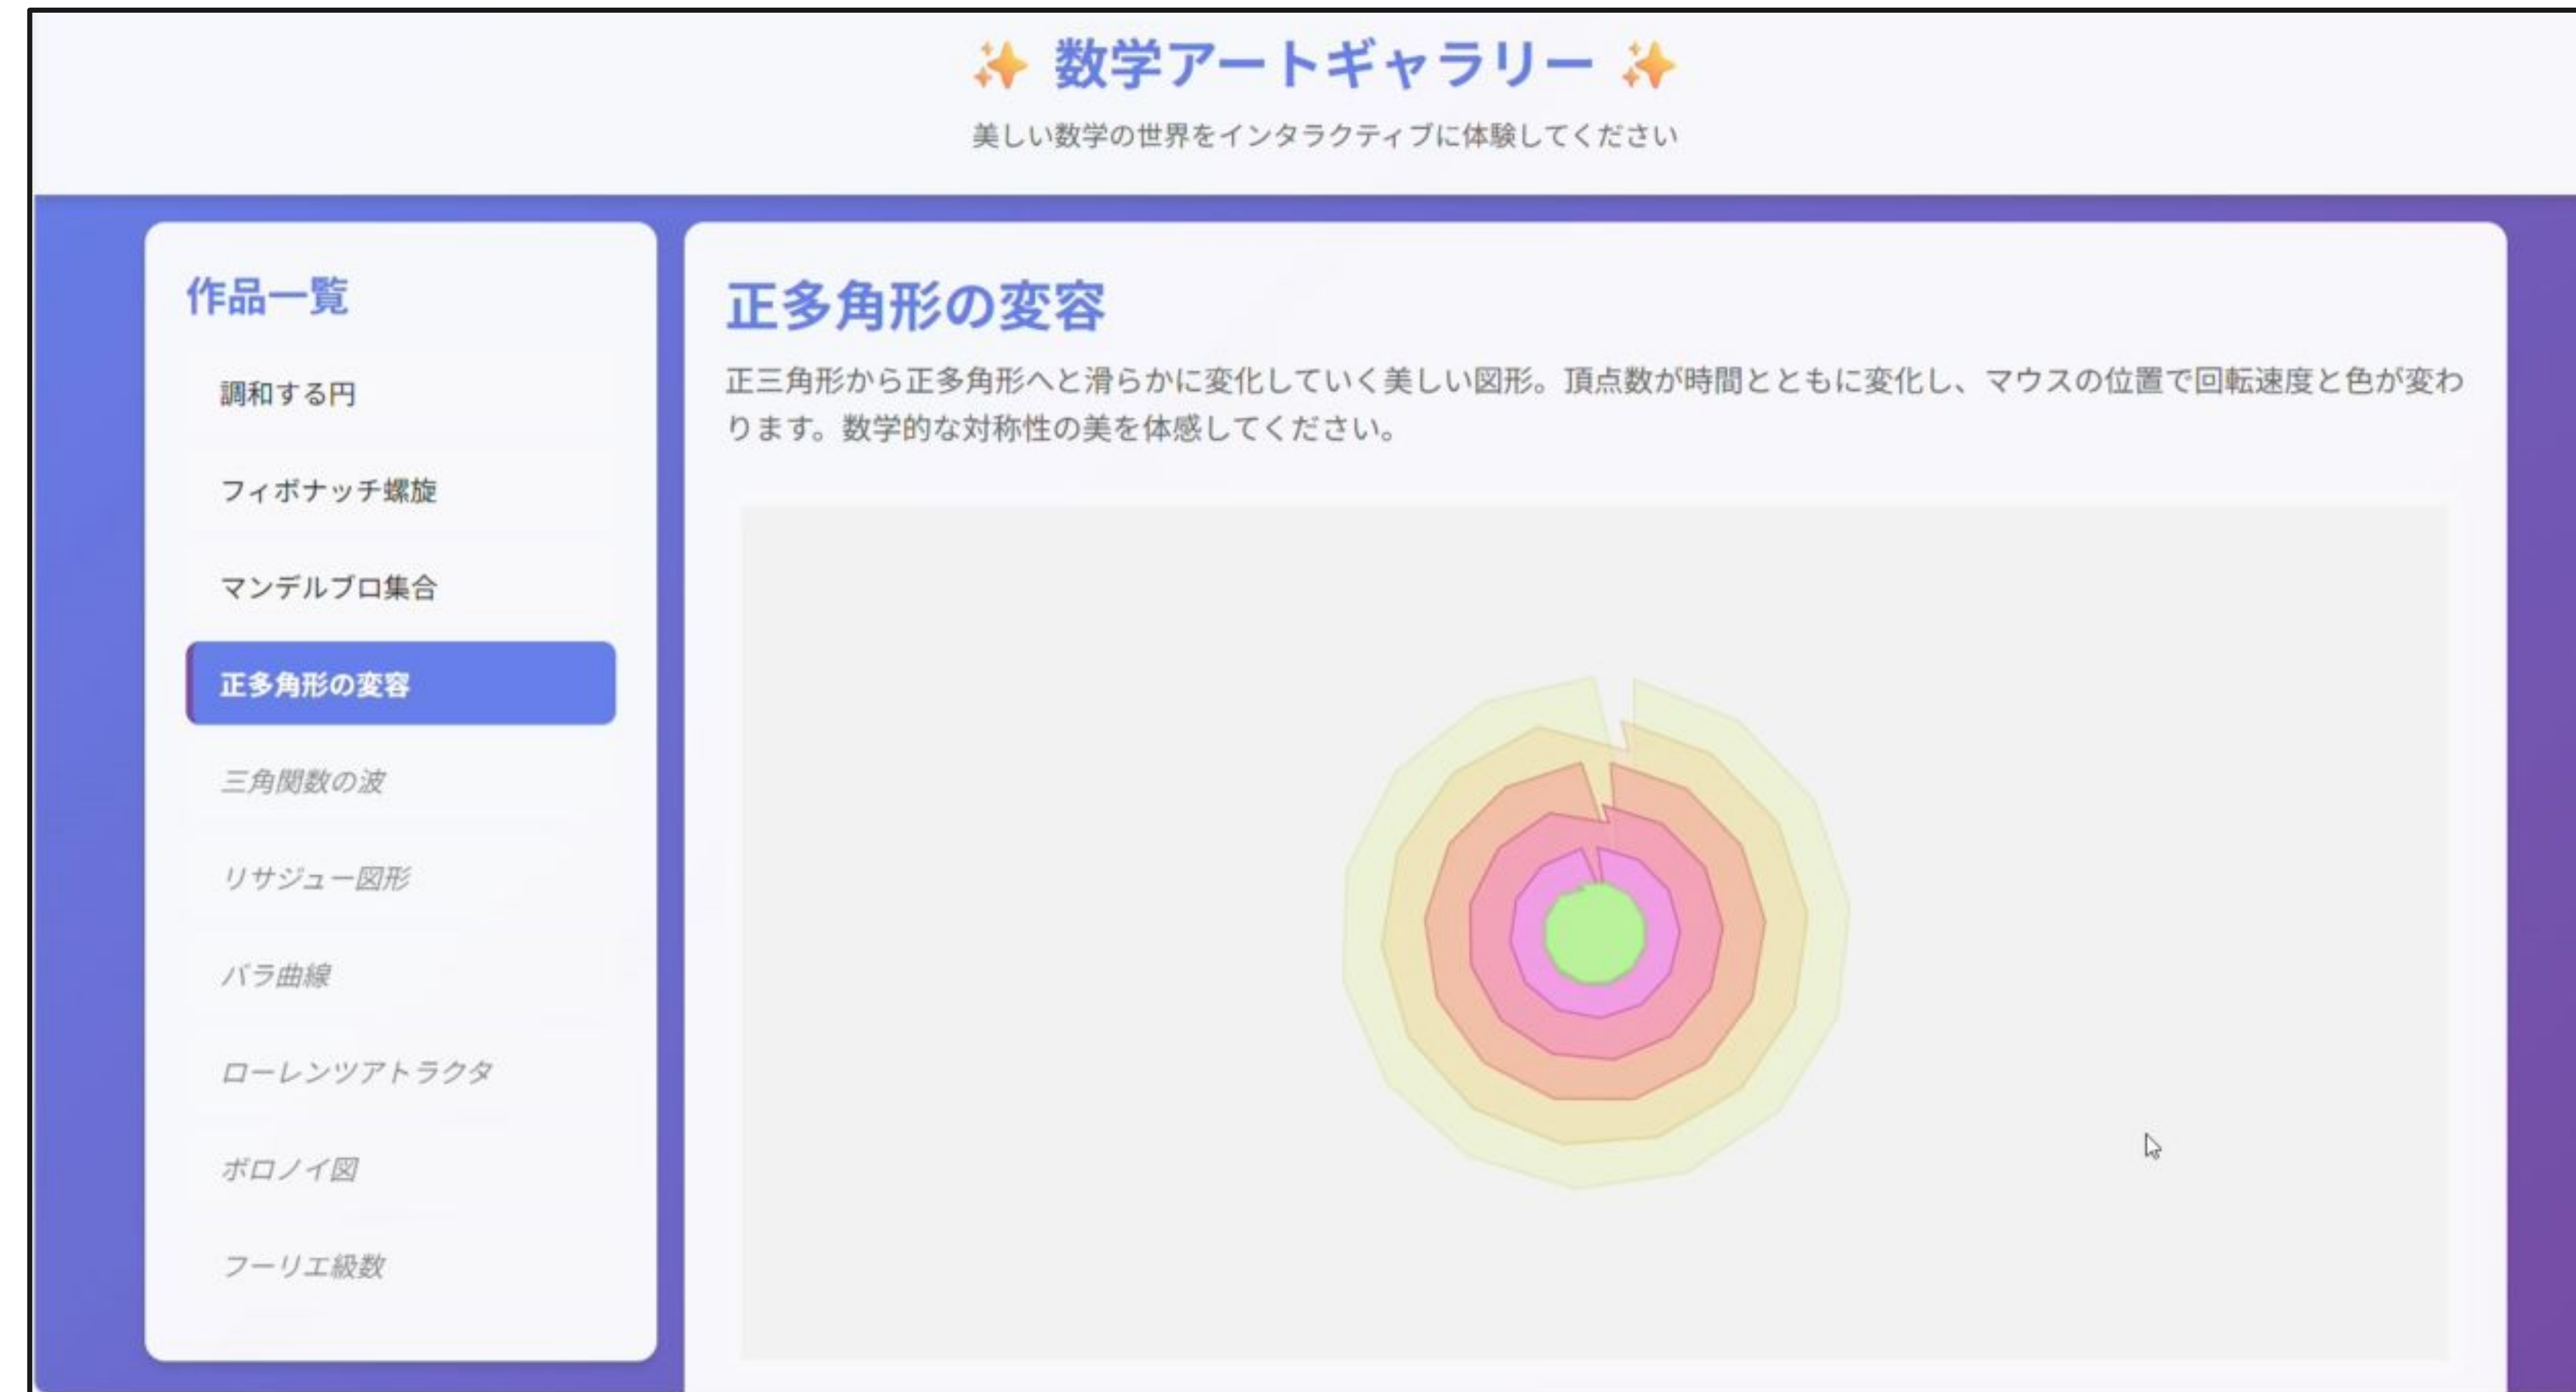 ✨ 数学アートギャラリー ✨
美しい数学の世界をインタラクティブに体験してください
作品一覧
調和する円
フィボナッチ螺旋
マンデルブロ集合
正多角形の変容
三角関数の波
リサジュー図形
バラ曲線
ローレンツアトラクタ
ボロノイ図
フーリエ級数
正多角形の変容
正三角形から正多角形へと滑らかに変化していく美しい図形。頂点数が時間とともに変化し、マウスの位置で回転速度と色が変わ
ります。数学的な対称性の美を体感してください。